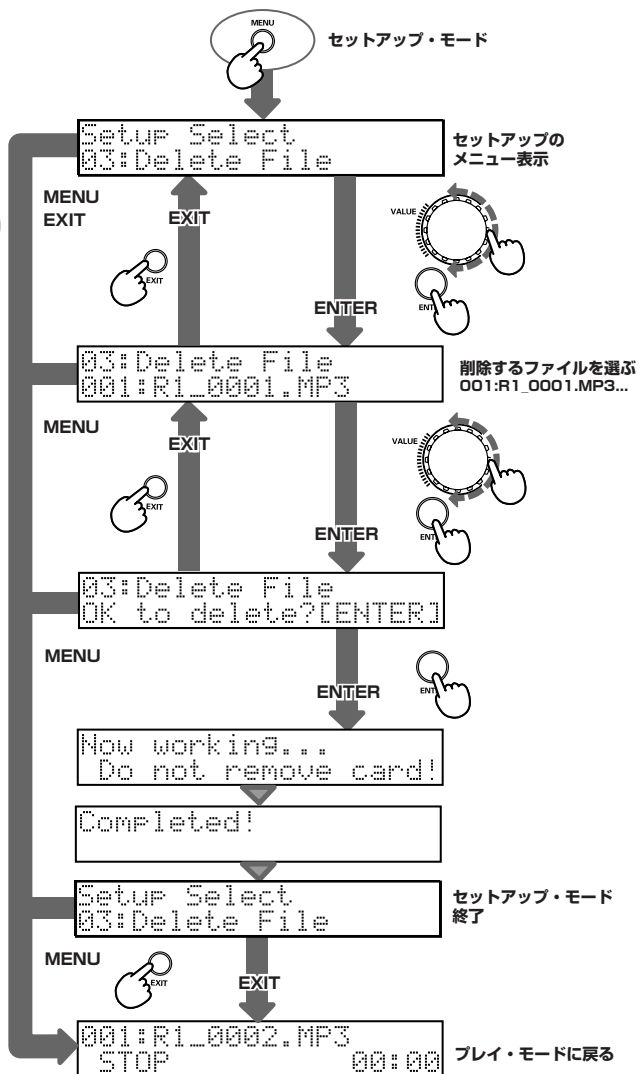 MENU
セットアップ・モード
Setup Select
03:Delete File
セットアップの
メニュー表示
MENU
EXIT
EXIT
EXIT
VALUE
ENTER
03:Delete File
001:R1_0001.MP3
削除するファイルを選ぶ
001:R1_0001.MP3...
MENU
EXIT
EXIT
VALUE
ENTER
03:Delete File
OK to delete?[ENTER]
MENU
ENTER
Now working...
Do not remove card!
Completed!
Setup Select
03:Delete File
セットアップ・モード
終了
MENU
EXIT
EXIT
001:R1_0002.MP3
STOP 00:00
プレイ・モードに戻る